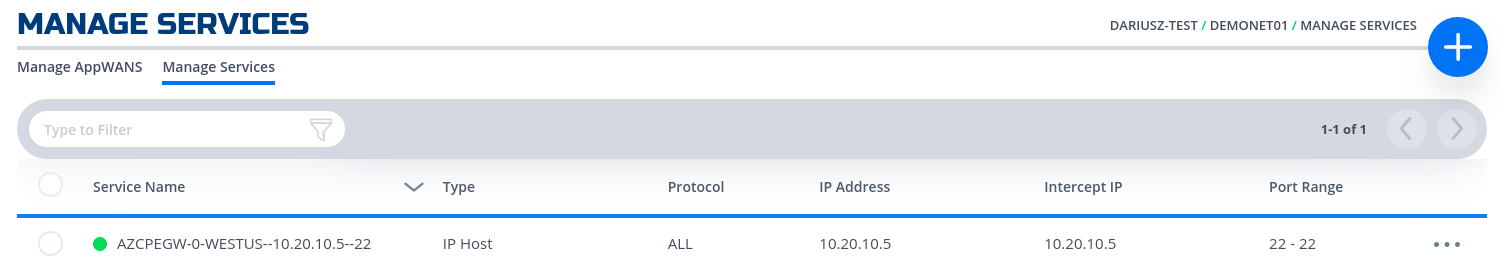 MANAGE SERVICES
DARIUSZ-TEST / DEMONET01 / MANAGE SERVICES
Manage AppWANS Manage Services
Type to Filter 1-1 of 1
Service Name Type Protocol IP Address Intercept IP Port Range
AZCPEGW-0-WESTUS--10.20.10.5--22 IP Host ALL 10.20.10.5 10.20.10.5 22 - 22